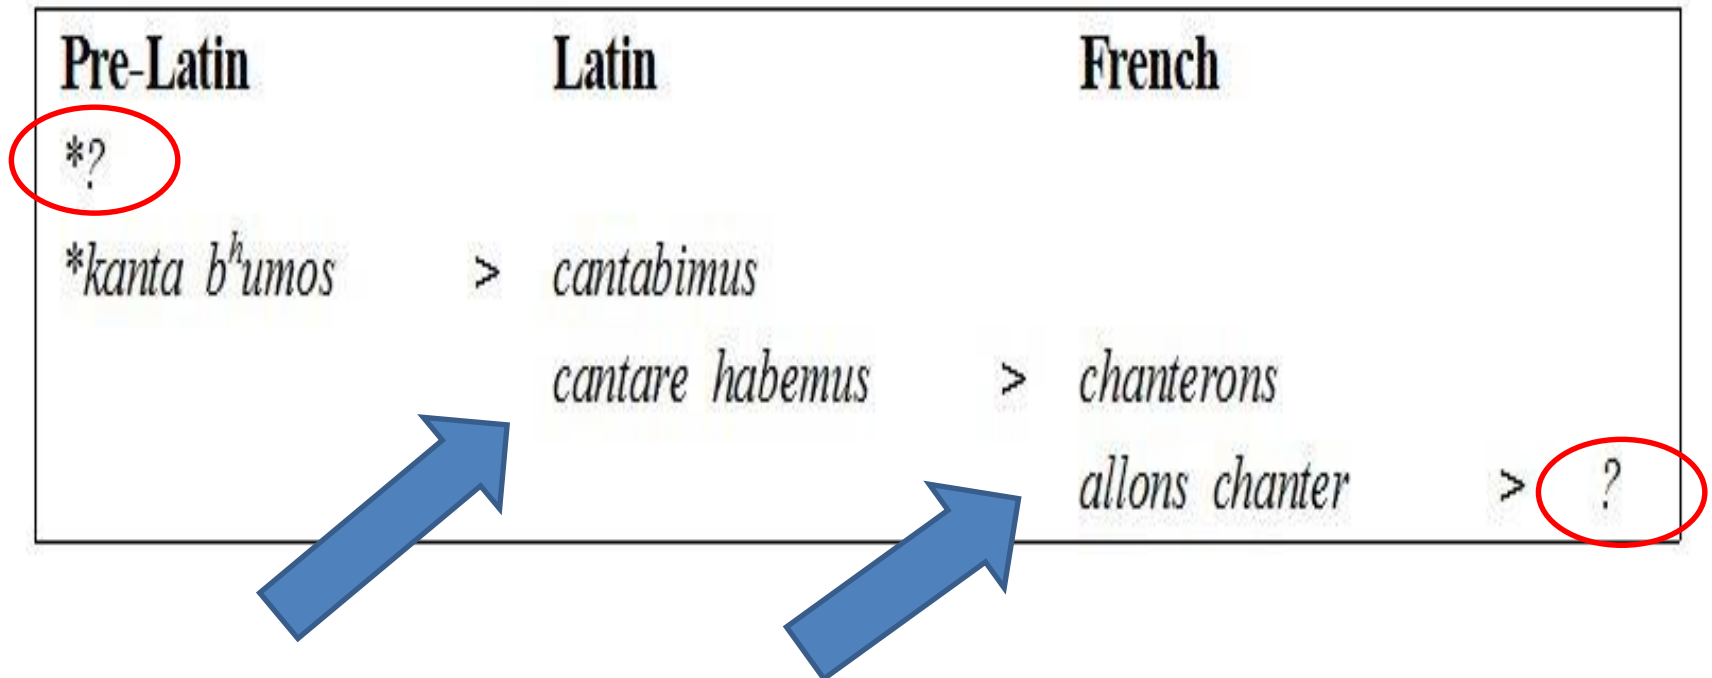 Pre-Latin Latin French
*?
*kanta bʰumos > cantabimus
cantare habemus > chanterons
allons chanter > ?